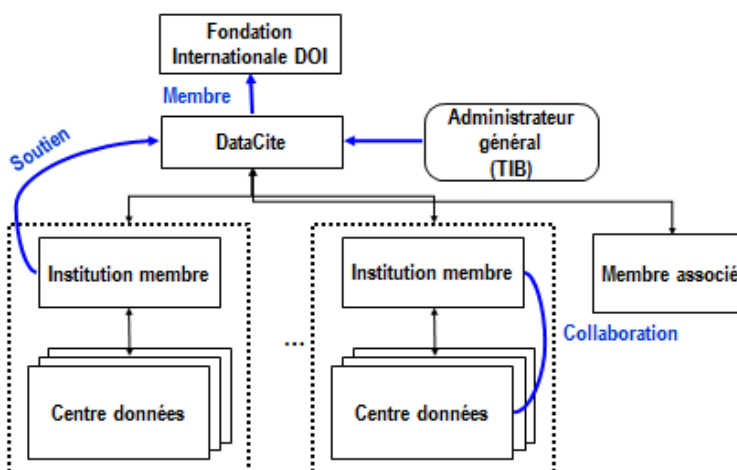 Fondation
Internationale DOI
Membre
Soutien
DataCite
Administrateur
général
(TIB)
Institution membre
Institution membre
Membre associé
Collaboration
...
Centre données
Centre données